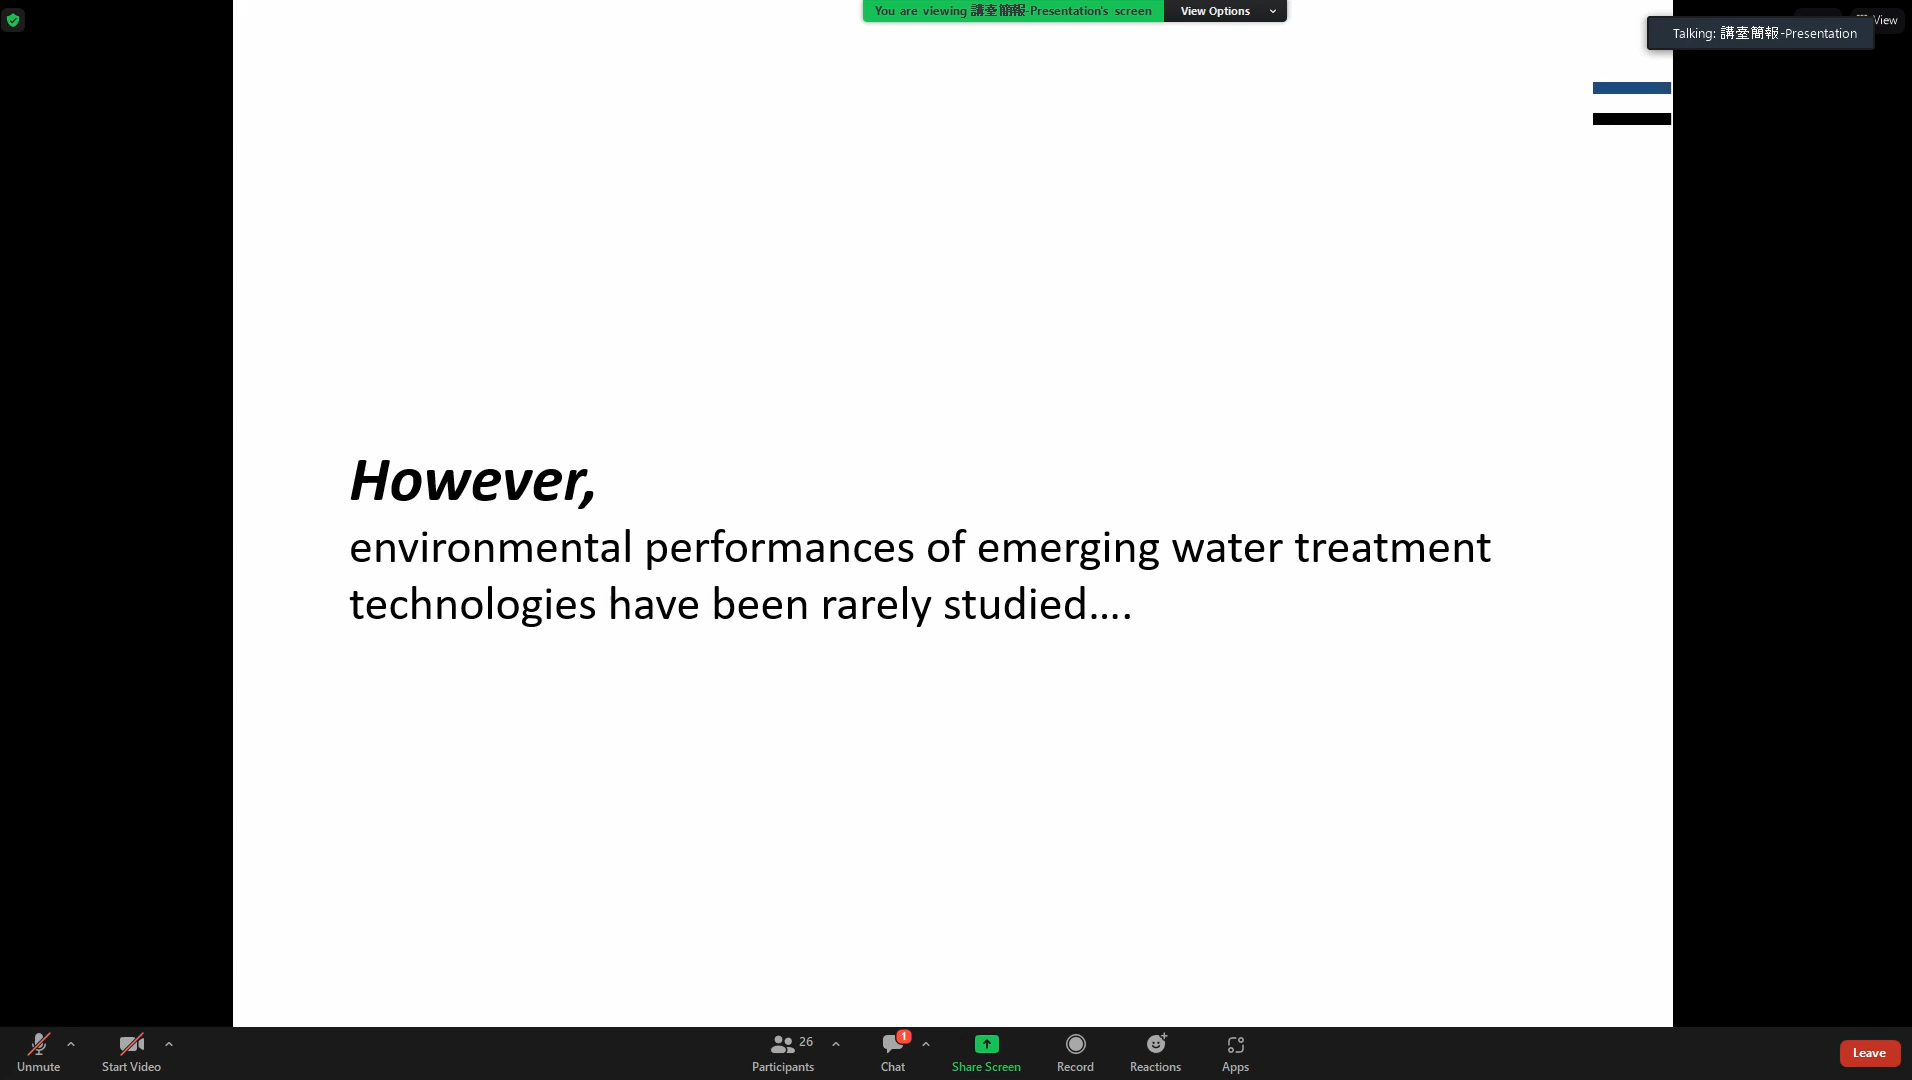 You are viewing 講臺簡報-Presentation's screen
View Options
View
Talking: 講臺簡報-Presentation
However,
environmental performances of emerging water treatment
technologies have been rarely studied....
Unmute
Start Video
26
Participants
1
Chat
Share Screen
Record
Reactions
Apps
Leave